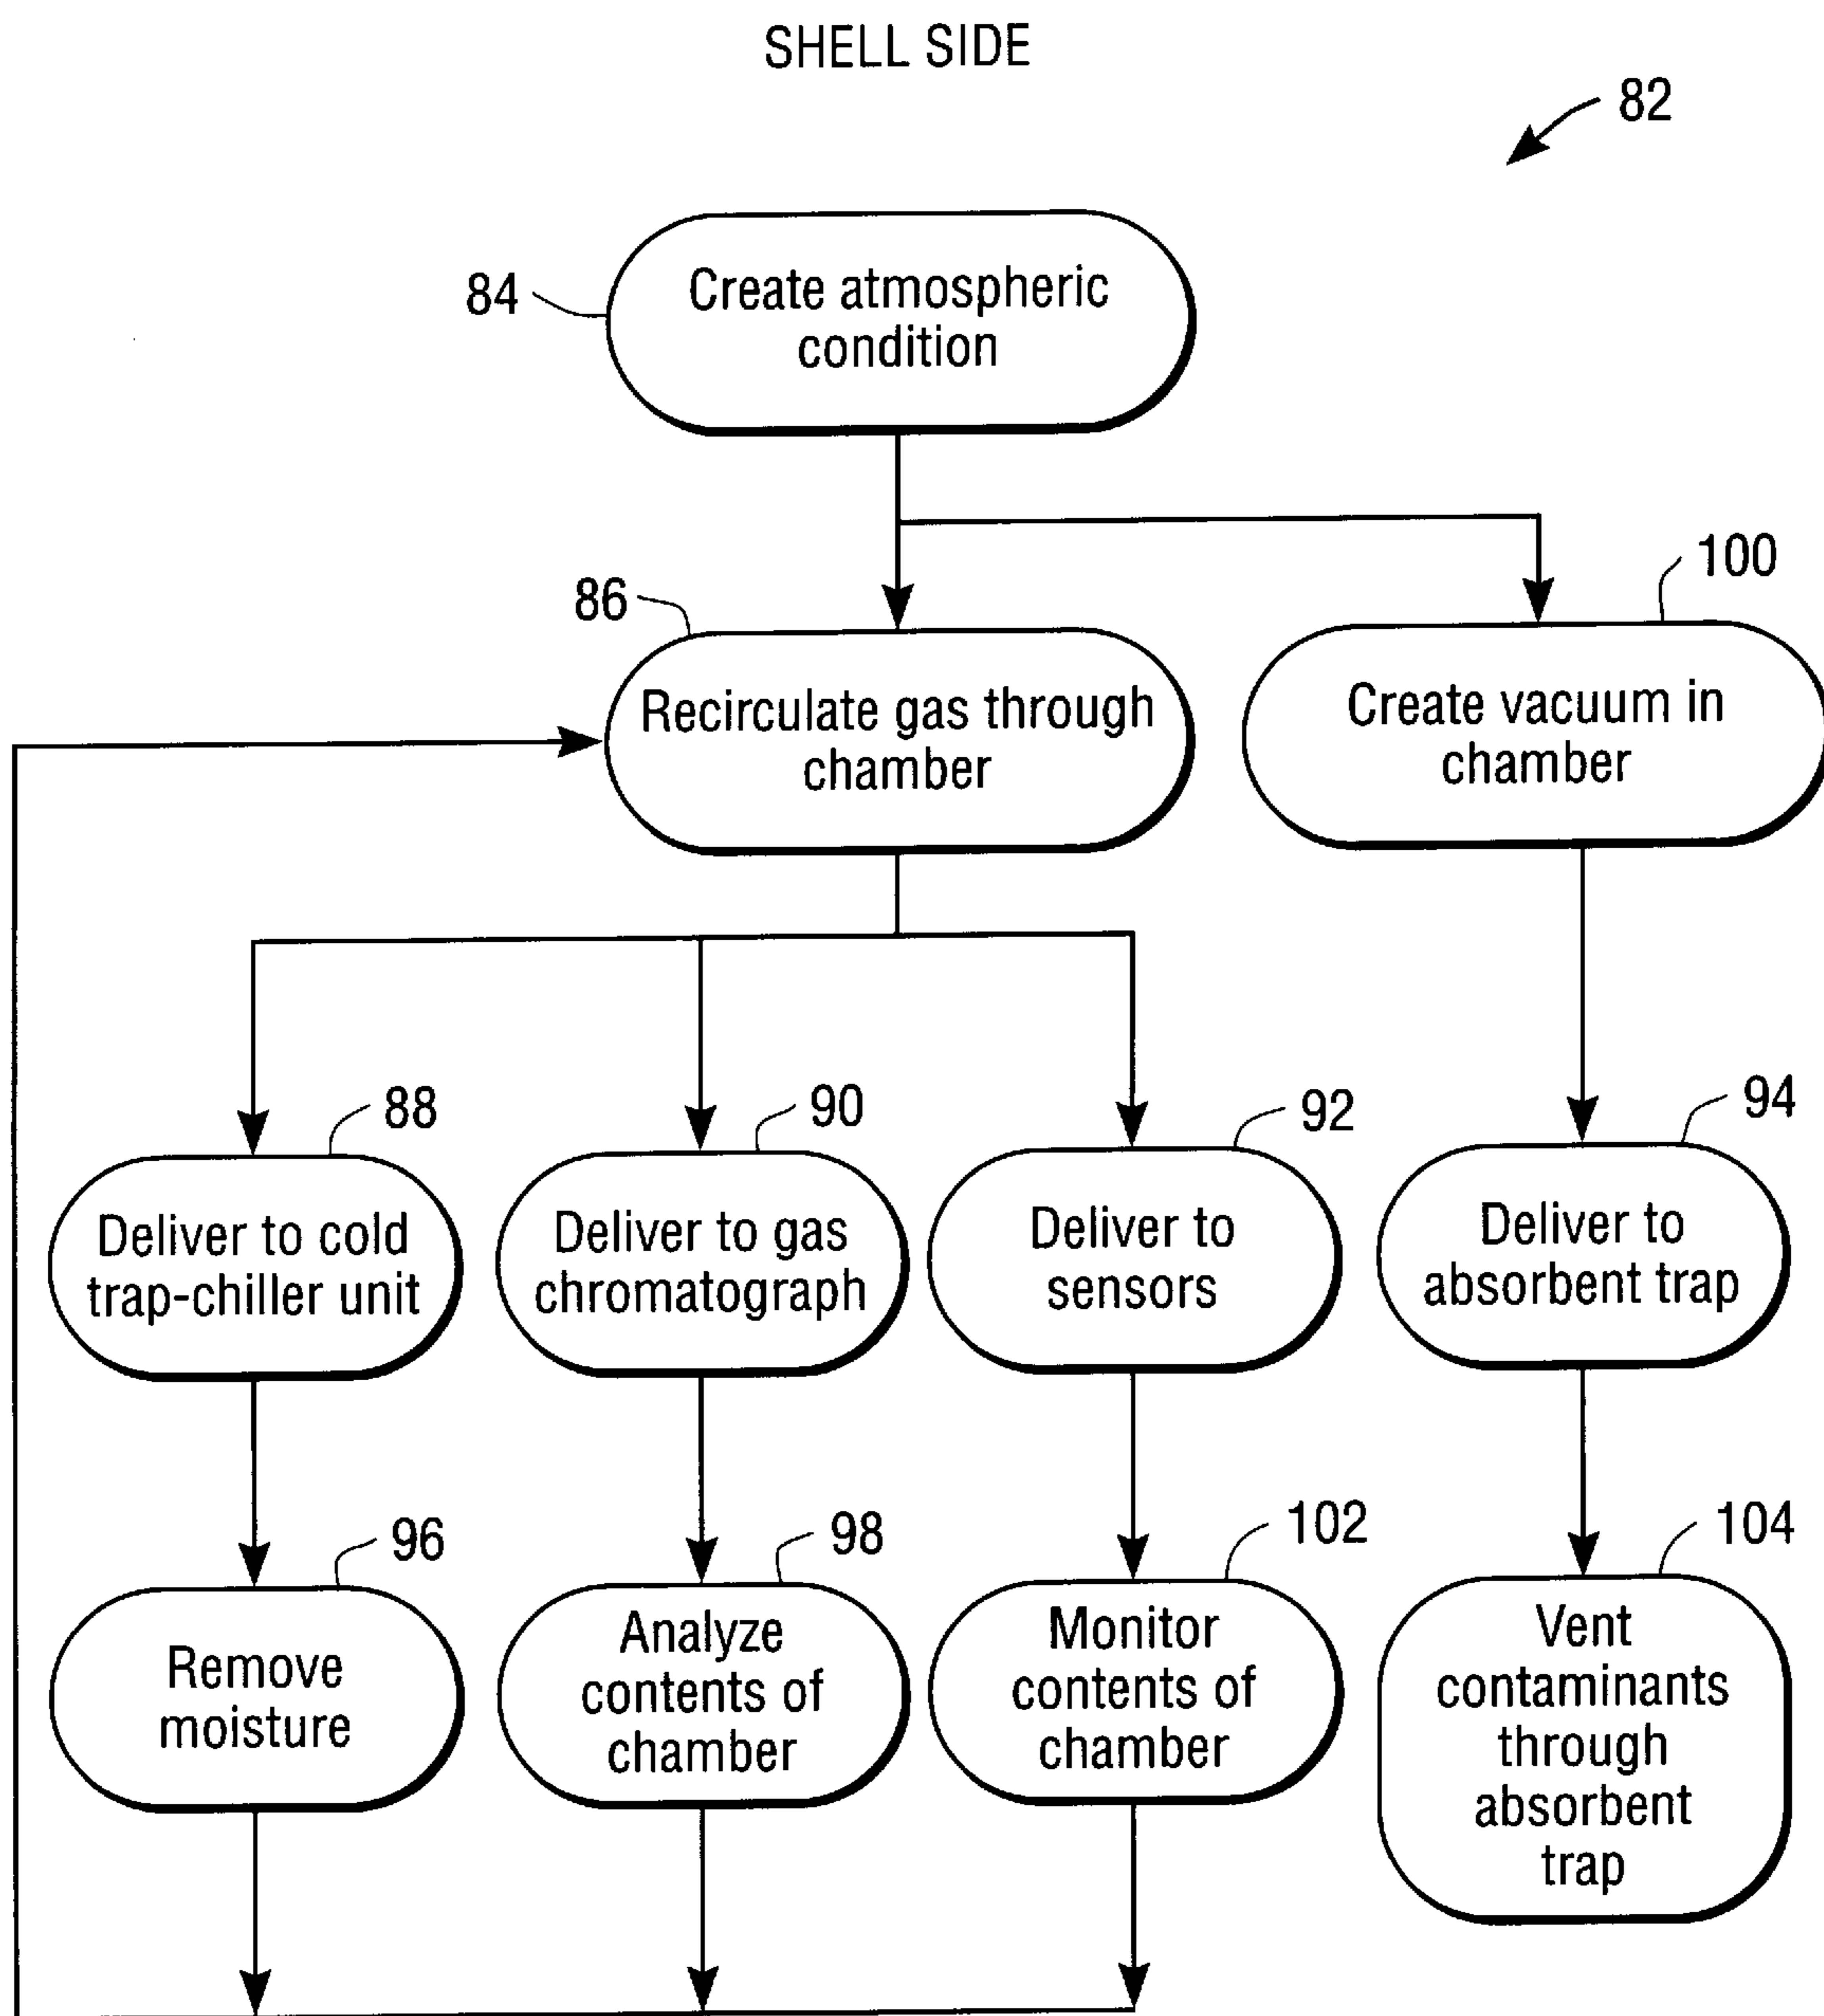 SHELL SIDE
82
84
Create atmospheric
condition
86
Recirculate gas through
chamber
100
Create vacuum in
chamber
88
Deliver to cold
trap-chiller unit
90
Deliver to gas
chromatograph
92
Deliver to
sensors
94
Deliver to
absorbent trap
96
Remove
moisture
98
Analyze
contents of
chamber
102
Monitor
contents of
chamber
104
Vent
contaminants
through
absorbent
trap